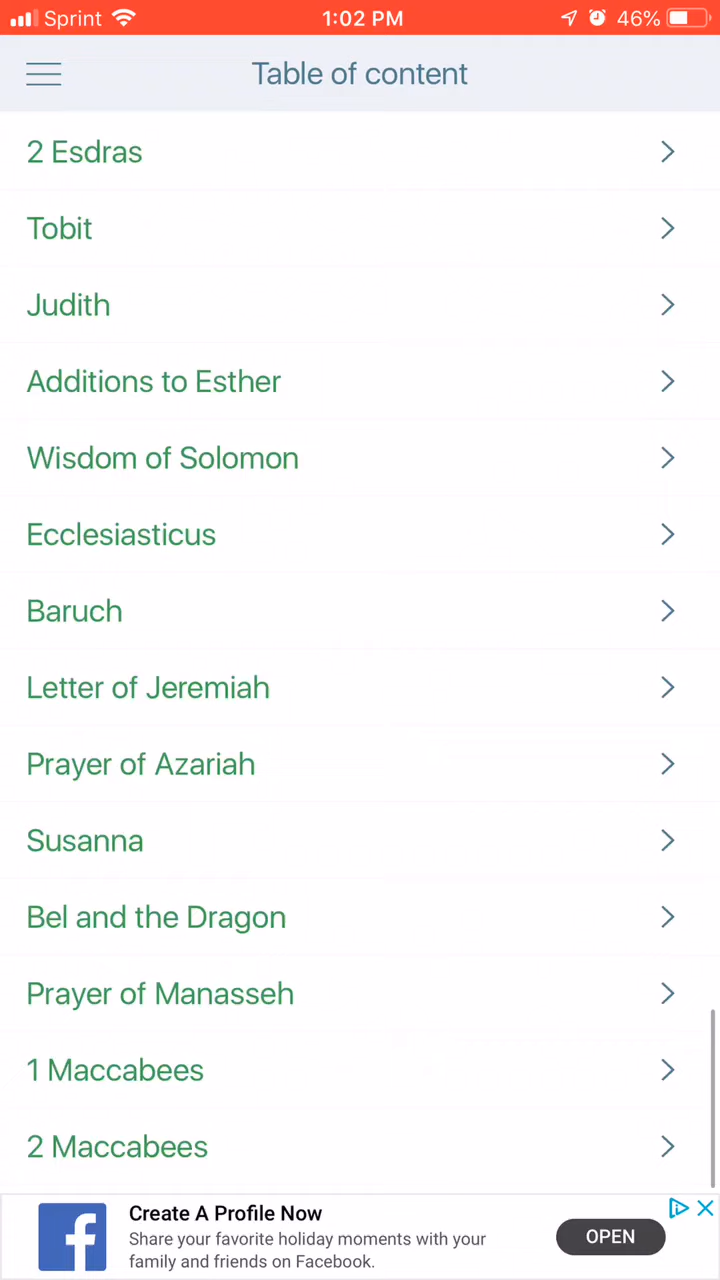 Sprint 1:02 PM 46%
Table of content
2 Esdras
Tobit
Judith
Additions to Esther
Wisdom of Solomon
Ecclesiasticus
Baruch
Letter of Jeremiah
Prayer of Azariah
Susanna
Bel and the Dragon
Prayer of Manasseh
1 Maccabees
2 Maccabees
Create A Profile Now
Share your favorite holiday moments with your
family and friends on Facebook.
OPEN